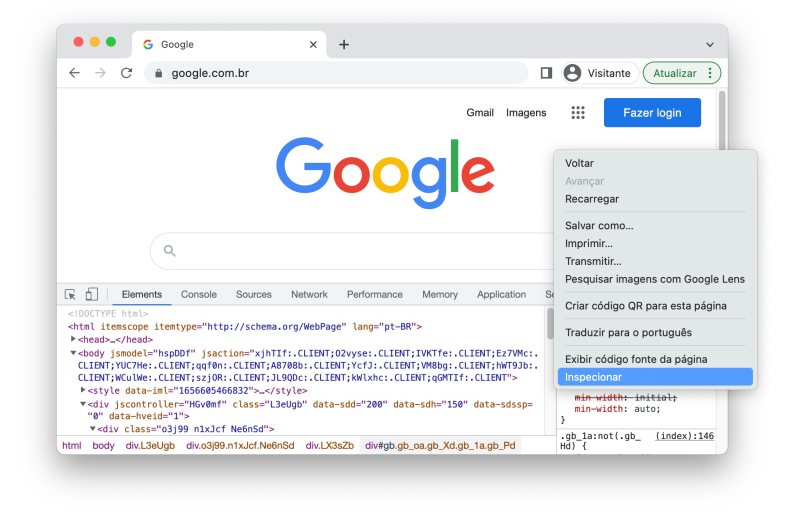 Google
google.com.br
Visitante
Atualizar
Gmail Imagens
Fazer login
Google
Voltar
Avançar
Recarregar
Salvar como...
Imprimir...
Transmitir...
Pesquisar imagens com Google Lens
Criar código QR para esta página
Traduzir para o português
Exibir código fonte da página
Inspecionar
Elements Console Sources Network Performance Memory Application
<!DOCTYPE html>
<html itemscope itemtype="http://schema.org/WebPage" lang="pt-BR">
<head>…</head>
<body jsmodel="hspDDf" jsaction="xjhTIf:.CLIENT;O2vyse:.CLIENT;IVKTfe:.CLIENT;Ez7VMc:.
CLIENT;YUC7He:.CLIENT;qqf0n:.CLIENT;A8708b:.CLIENT;YcfJ:.CLIENT;VM8bg:.CLIENT;hWT9Jb:.
CLIENT;WCulWe:.CLIENT;szjOR:.CLIENT;JL9QDc:.CLIENT;kWlxhc:.CLIENT;qGMTIf:.CLIENT">
<style data-iml="1656605466832">…</style>
<div jscontroller="HGv0mf" class="L3eUgb" data-sdd="200" data-sdh="150" data-sdssp=
"0" data-hveid="1">
<div class="o3j99 n1xJcf Ne6nSd">
min-width: initial;
min-width: auto;
}
.gb_1a:not(.gb_ (index):146
Hd) {
html body div.L3eUgb div.o3j99.n1xJcf.Ne6nSd div.LX3sZb div#gb.gb_oa.gb_Xd.gb_1a.gb_Pd